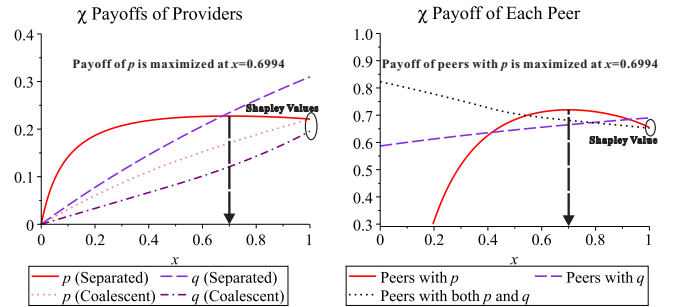 χ Payoffs of Providers
0.4
0.3
0.2
0.1
0
Payoff of p is maximized at x=0.6994
Shapley Values
0 0.2 0.4 0.6 0.8 1
x
p (Separated) q (Separated)
p (Coalescent) q (Coalescent)
χ Payoff of Each Peer
1
0.9
0.8
0.7
0.6
0.5
0.4
0.3
Payoff of peers with p is maximized at x=0.6994
Shapley Value
0 0.2 0.4 0.6 0.8 1
x
Peers with p Peers with q
Peers with both p and q